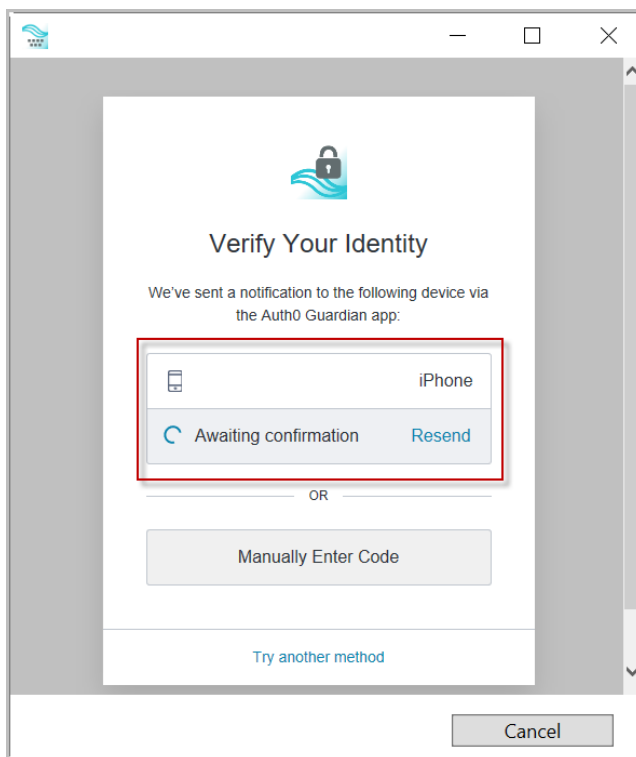 Verify Your Identity
We've sent a notification to the following device via
the Auth0 Guardian app:
iPhone
Awaiting confirmation Resend
OR
Manually Enter Code
Try another method
Cancel